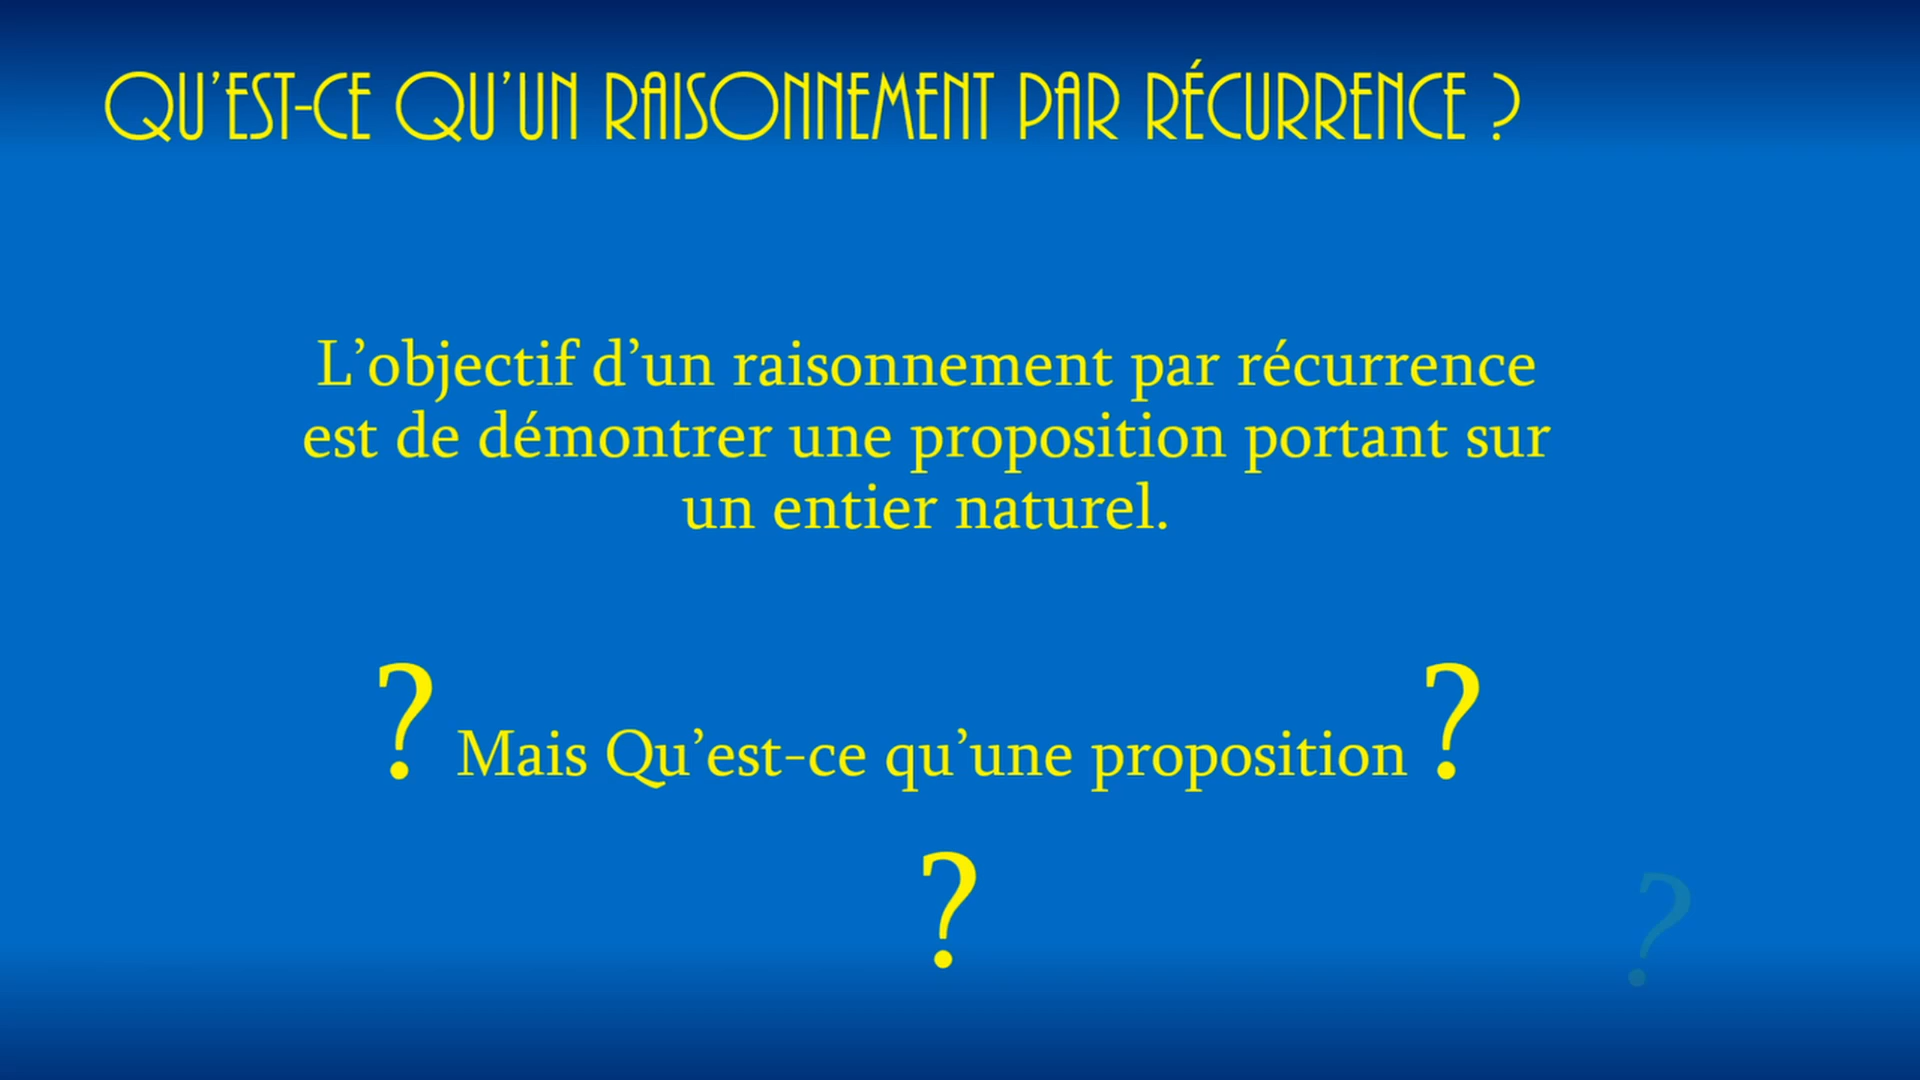 QU’EST-CE QU’UN RAISONNEMENT PAR RÉCURRENCE ?
L’objectif d’un raisonnement par récurrence
est de démontrer une proposition portant sur
un entier naturel.
? Mais Qu’est-ce qu’une proposition ?
?
?